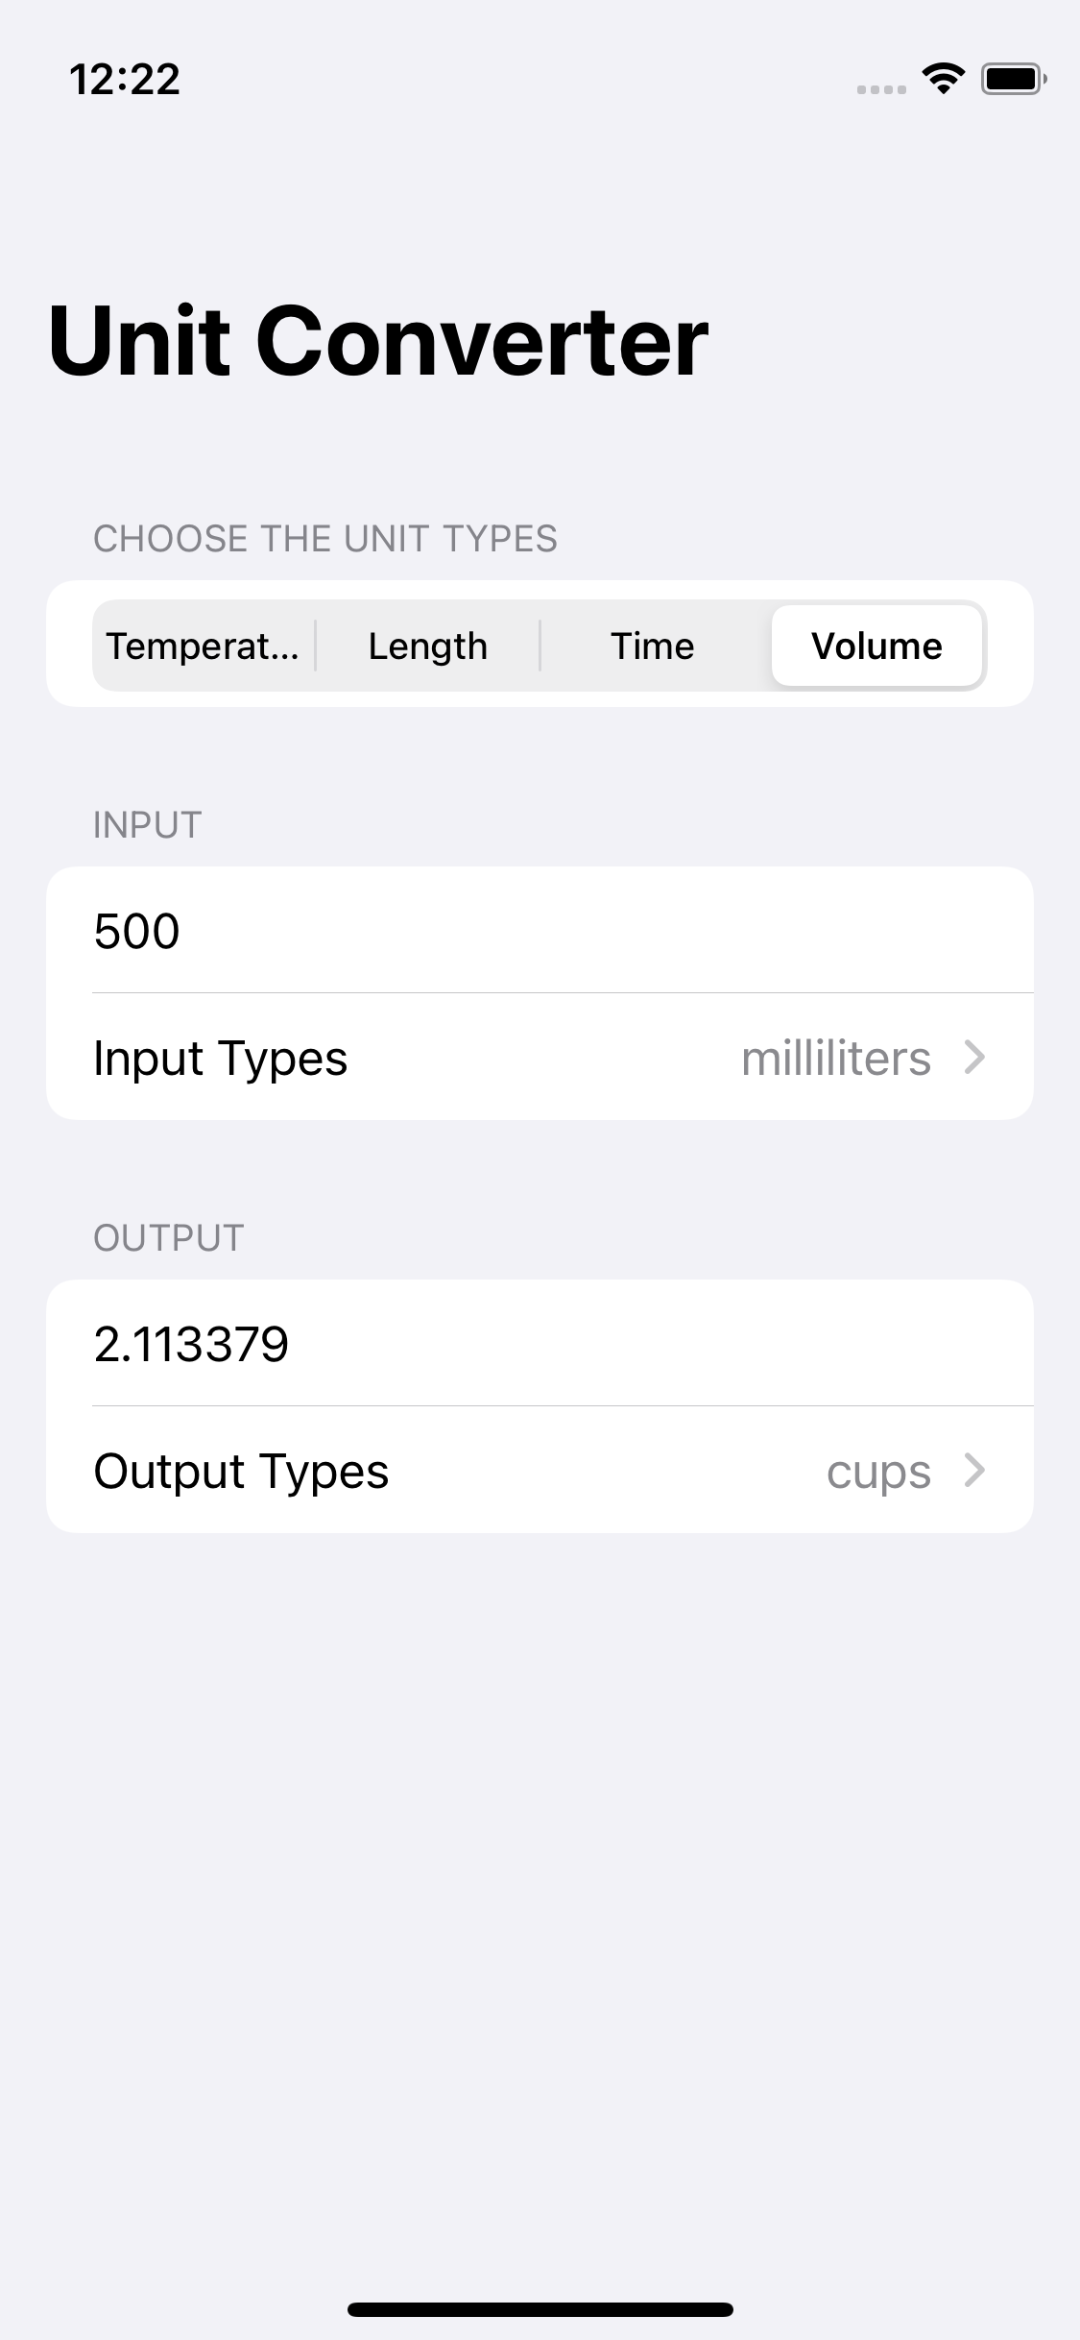 12:22
Unit Converter
CHOOSE THE UNIT TYPES
Temperat... Length Time Volume
INPUT
500
Input Types milliliters
OUTPUT
2.113379
Output Types cups